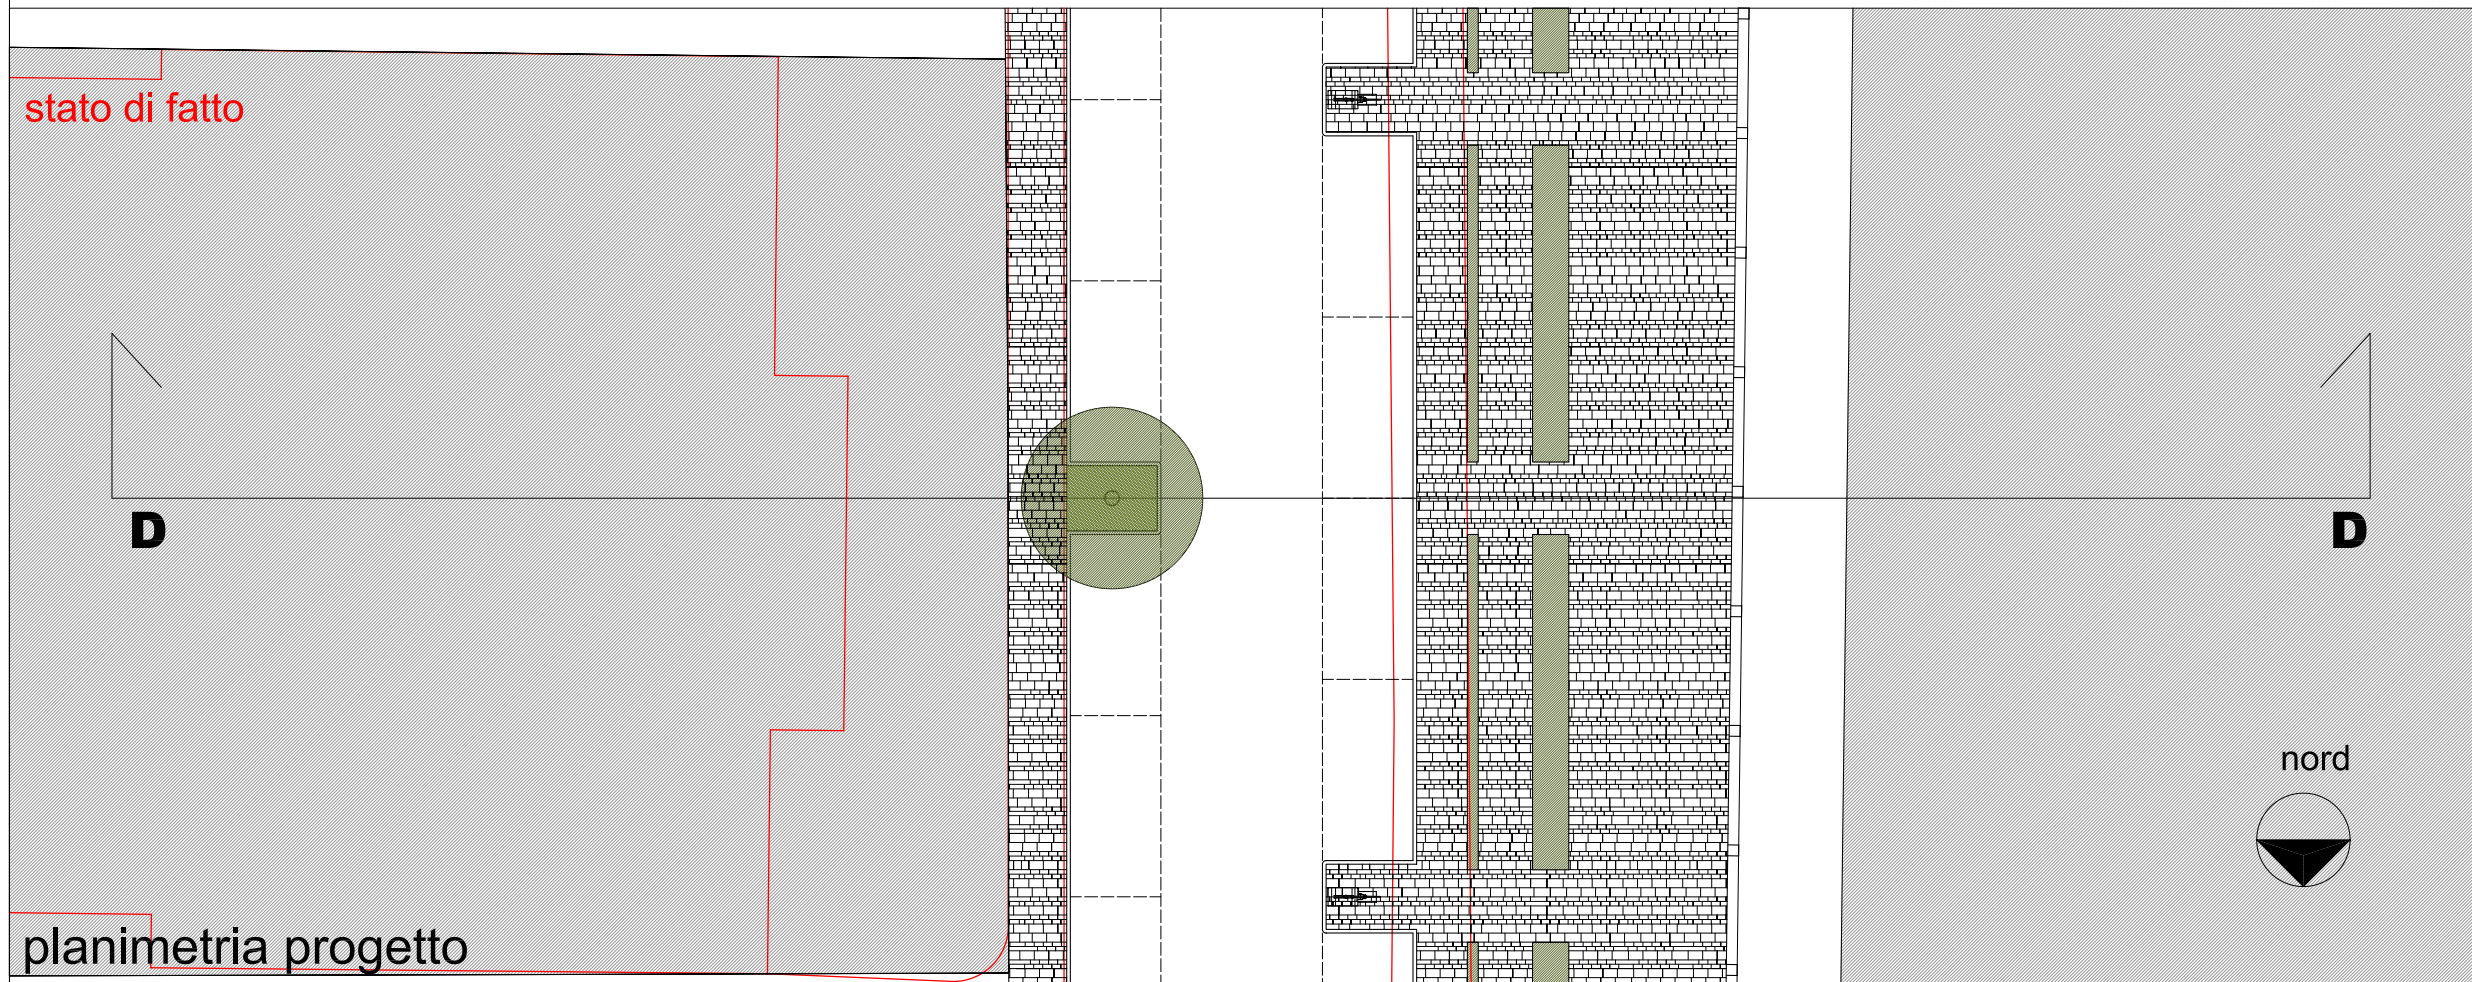 stato di fatto
D
D
nord
planimetria progetto